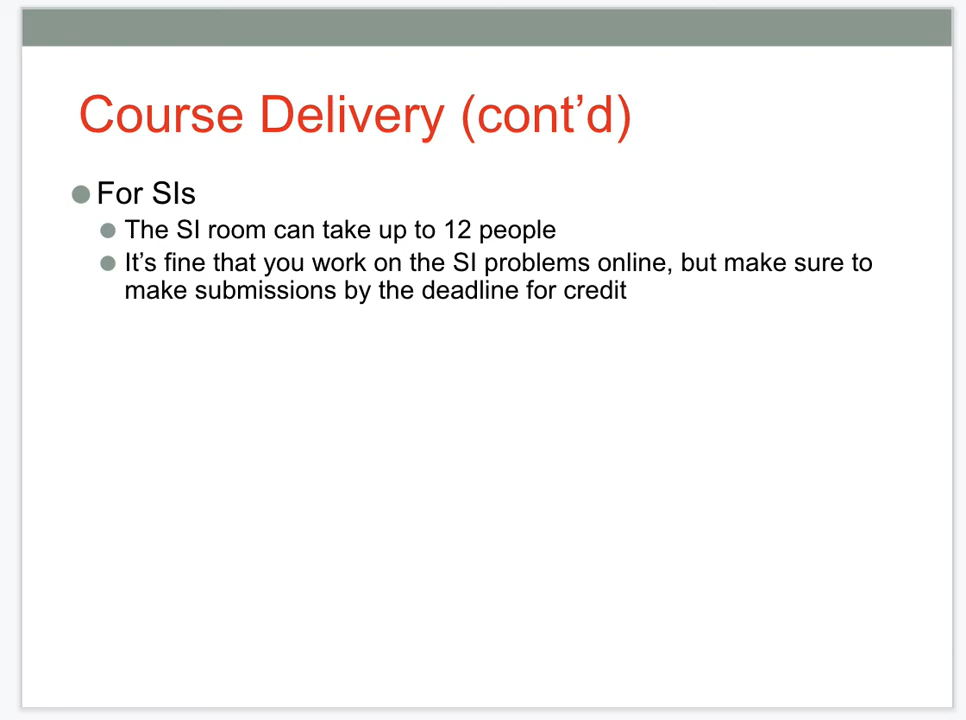 Course Delivery (cont’d)
For SIs
The SI room can take up to 12 people
It’s fine that you work on the SI problems online, but make sure to
make submissions by the deadline for credit